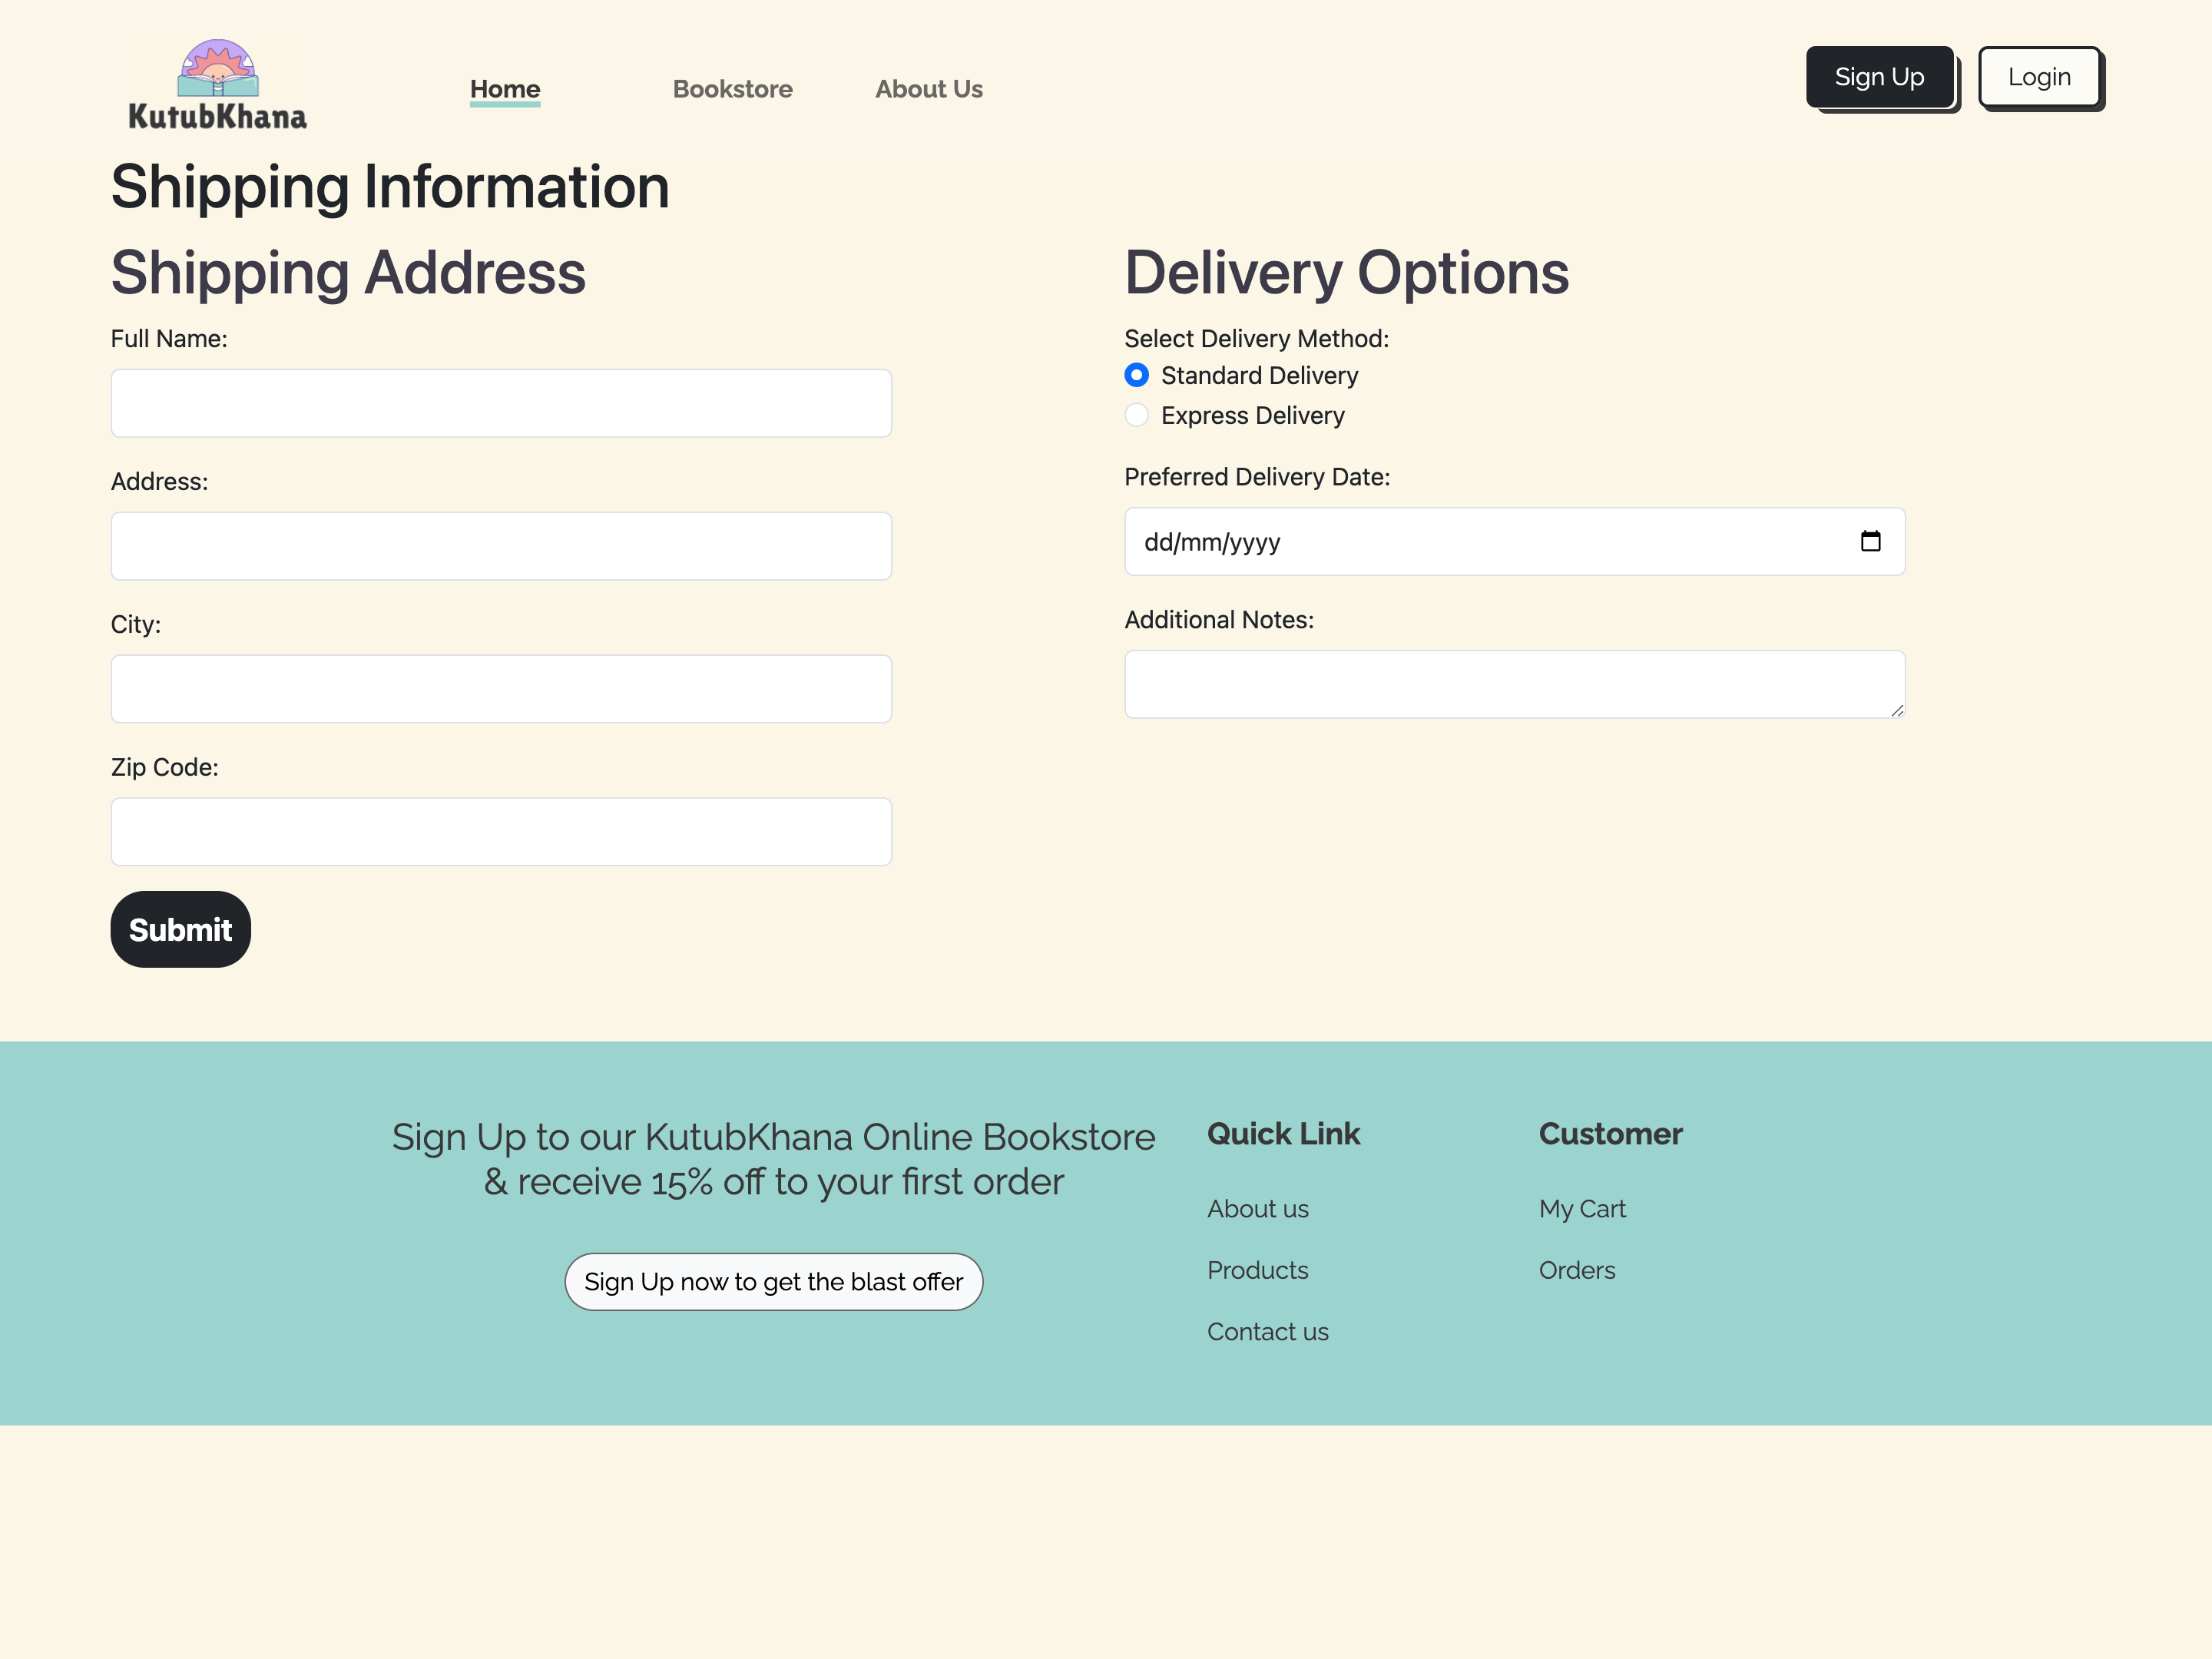 KutubKhana
Home
Bookstore
About Us
Sign Up
Login
Shipping Information
Shipping Address
Full Name:
Address:
City:
Zip Code:
Submit
Delivery Options
Select Delivery Method:
Standard Delivery
Express Delivery
Preferred Delivery Date:
dd/mm/yyyy
Additional Notes:
Sign Up to our KutubKhana Online Bookstore
& receive 15% off to your first order
Sign Up now to get the blast offer
Quick Link
About us
Products
Contact us
Customer
My Cart
Orders